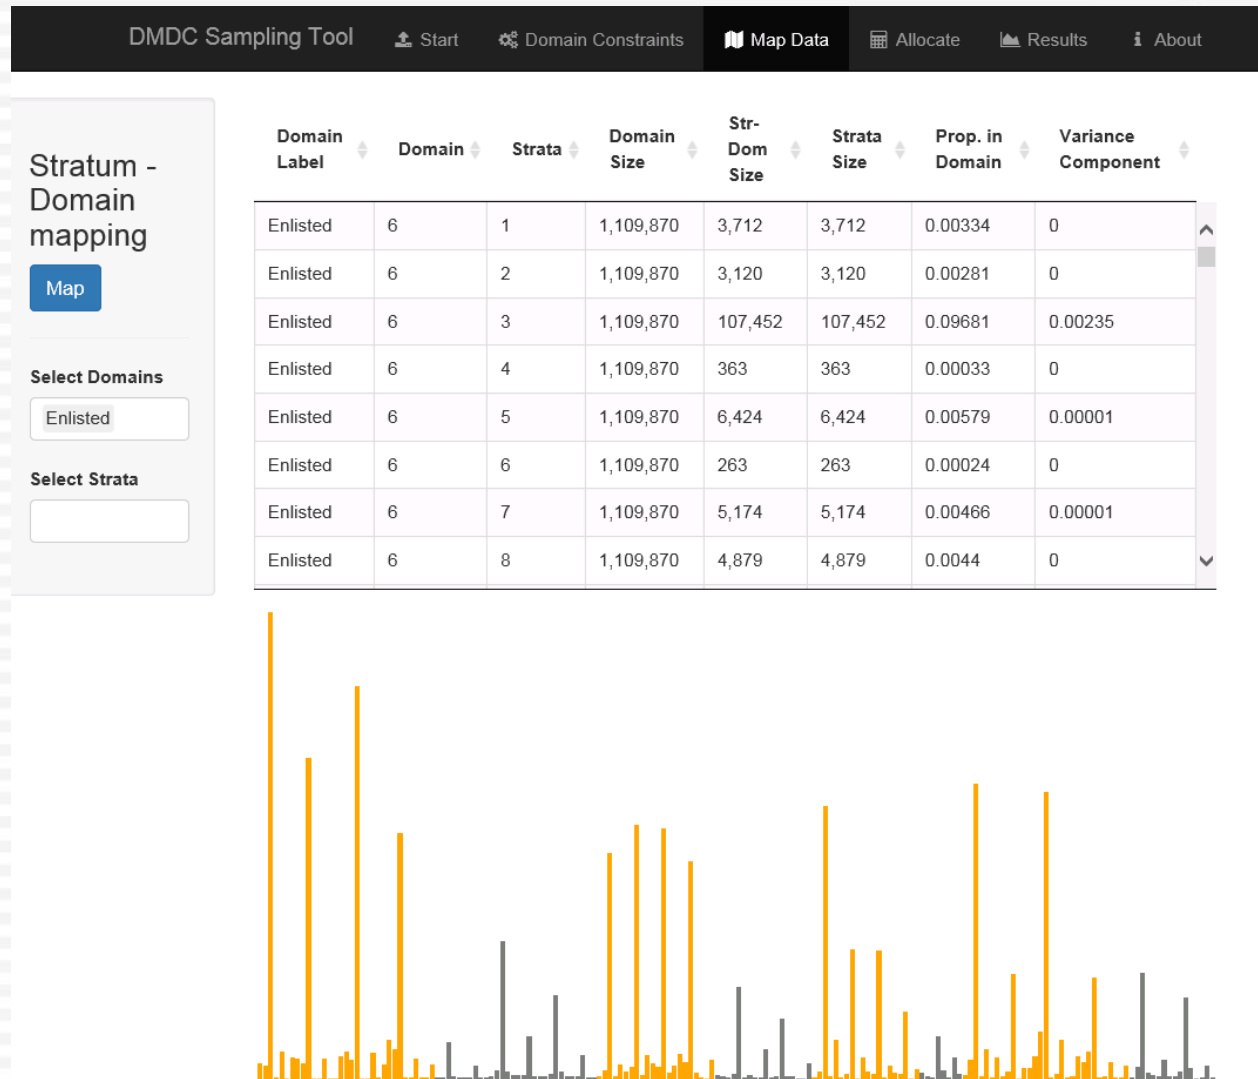 DMDC Sampling Tool Start Domain Constraints Map Data Allocate Results About
Stratum -
Domain
mapping
Map
Select Domains
Enlisted
Select Strata
Domain Label Domain Strata Domain Size Str-Dom Size Strata Size Prop. in Domain Variance Component
Enlisted 6 1 1,109,870 3,712 3,712 0.00334 0
Enlisted 6 2 1,109,870 3,120 3,120 0.00281 0
Enlisted 6 3 1,109,870 107,452 107,452 0.09681 0.00235
Enlisted 6 4 1,109,870 363 363 0.00033 0
Enlisted 6 5 1,109,870 6,424 6,424 0.00579 0.00001
Enlisted 6 6 1,109,870 263 263 0.00024 0
Enlisted 6 7 1,109,870 5,174 5,174 0.00466 0.00001
Enlisted 6 8 1,109,870 4,879 4,879 0.0044 0